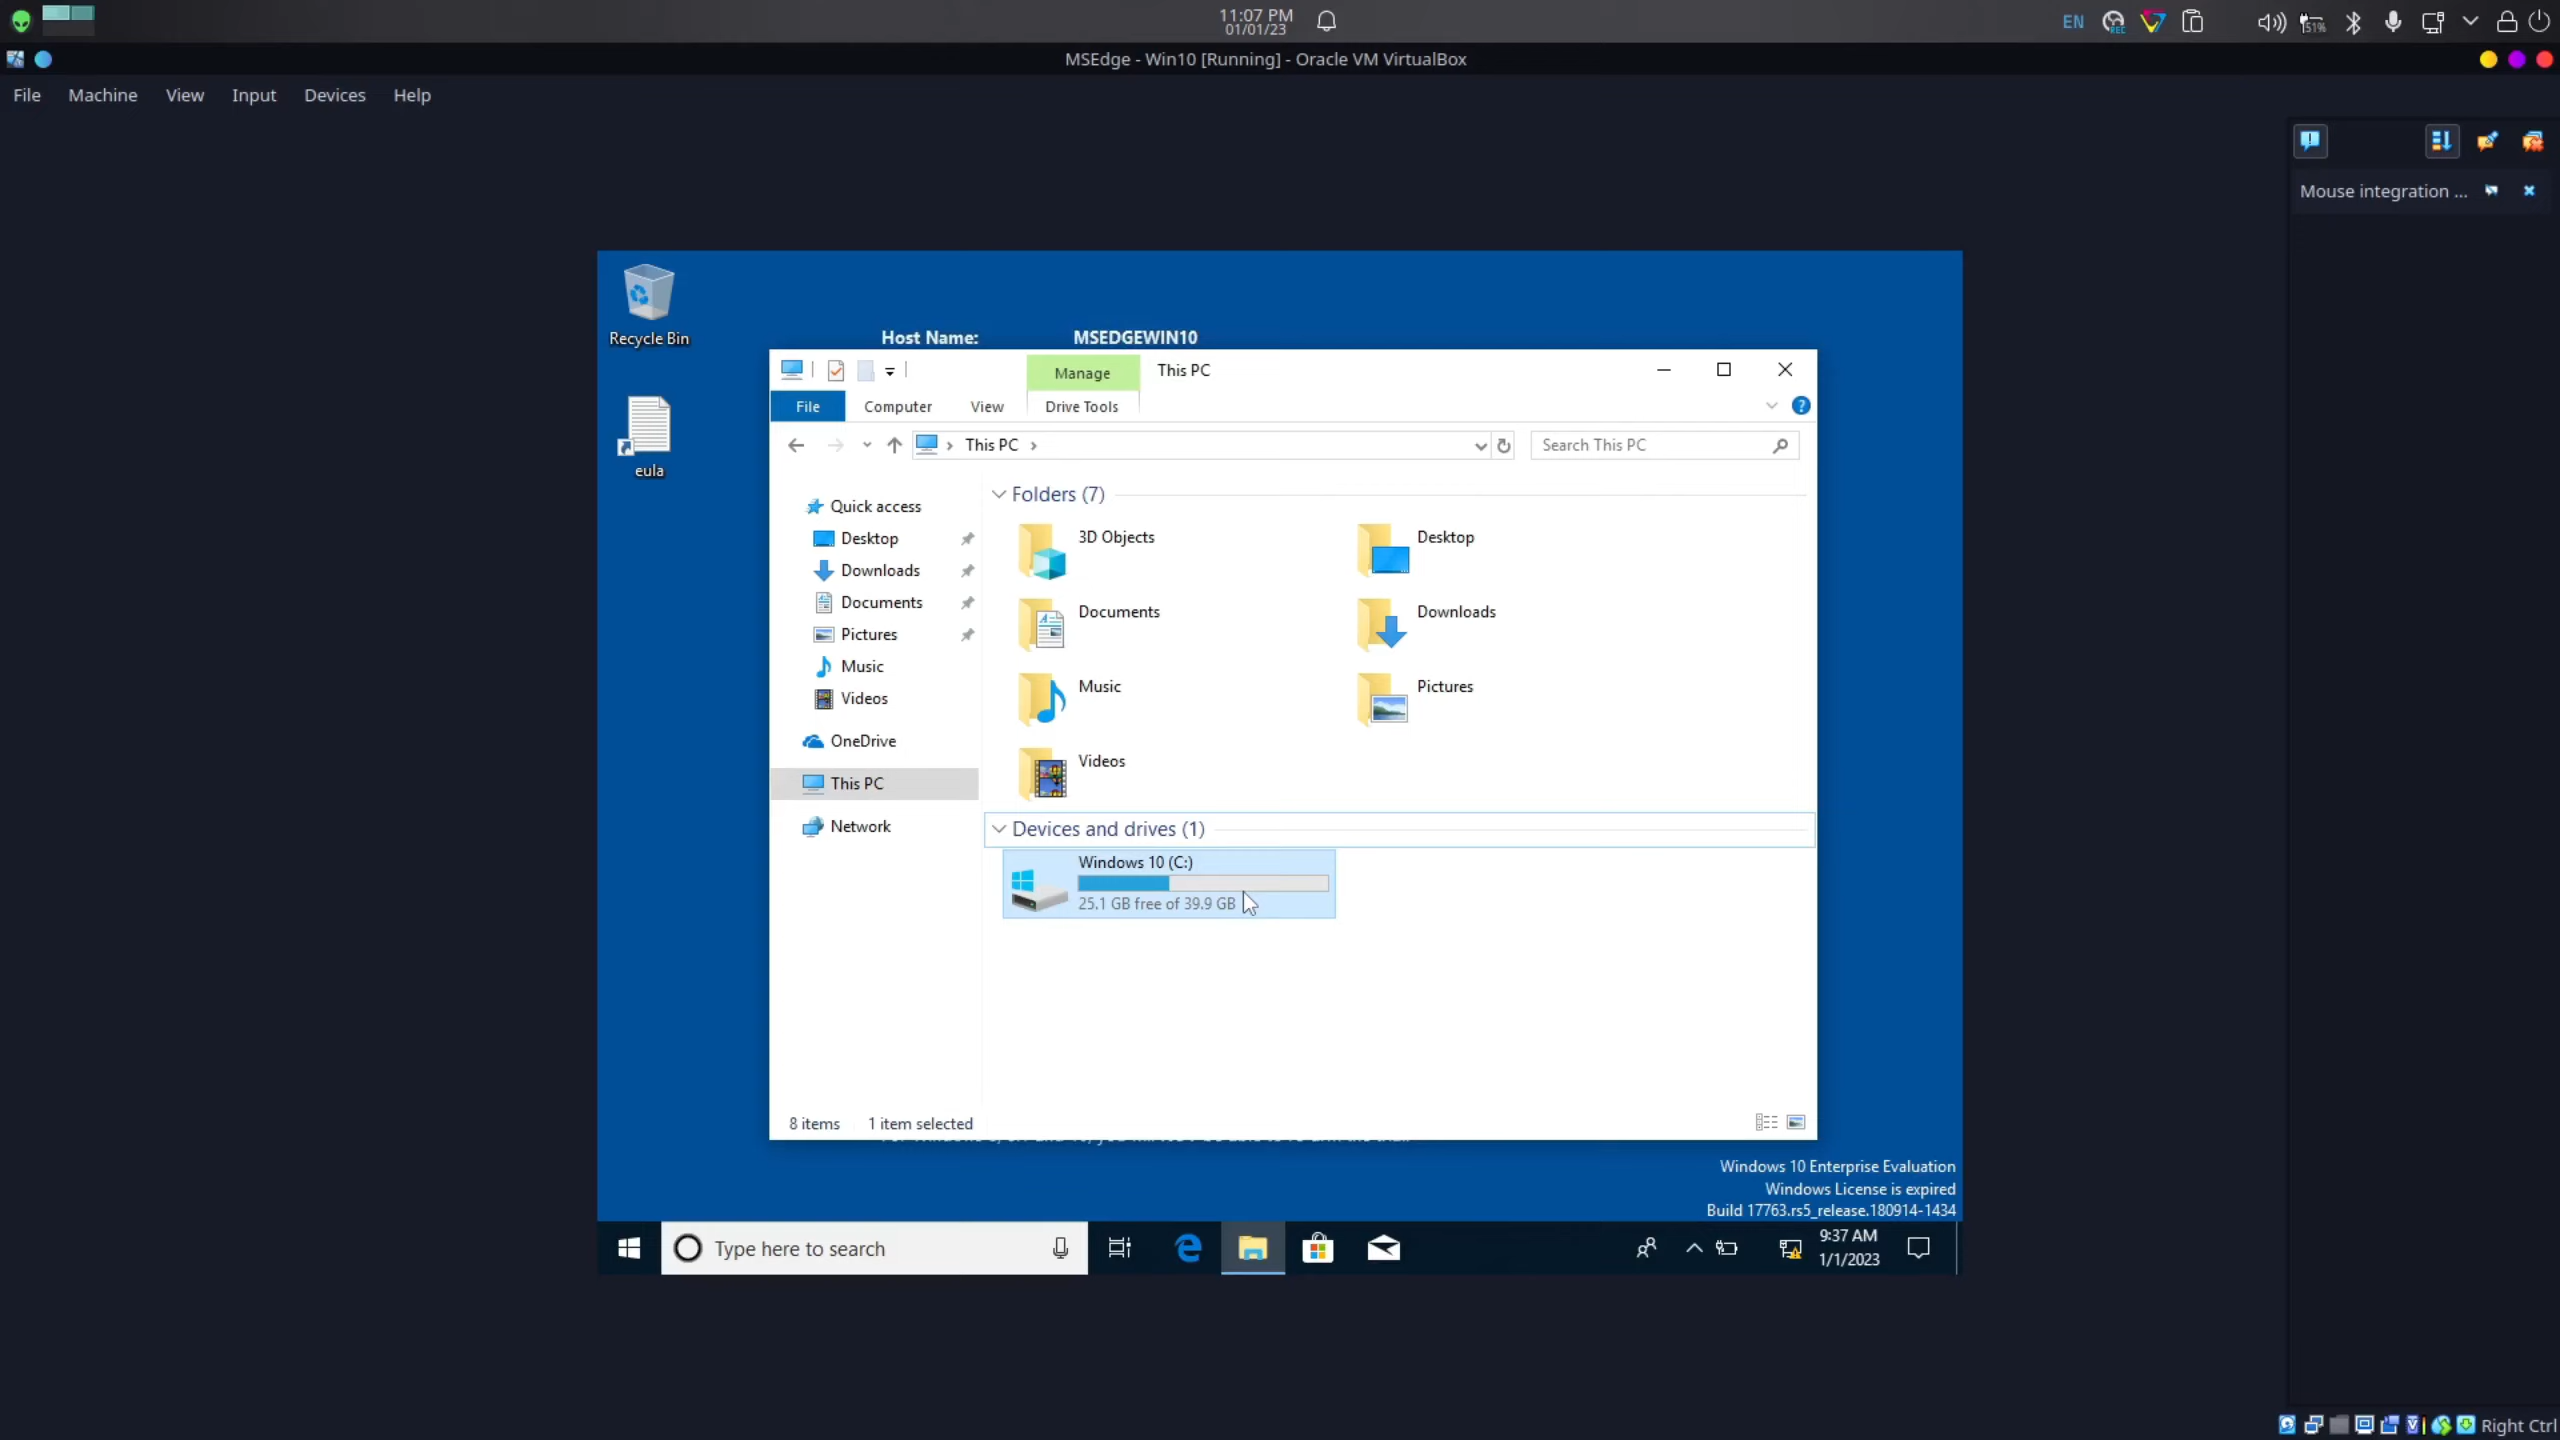 11:07 PM
01/01/23
EN
REC
51%
MSEdge - Win10 [Running] - Oracle VM VirtualBox
File Machine View Input Devices Help
Mouse integration ...
Recycle Bin
eula
Host Name: MSEDGEWIN10
Manage This PC
File Computer View Drive Tools
This PC
Search This PC
Quick access
Desktop
Downloads
Documents
Pictures
Music
Videos
OneDrive
This PC
Network
Folders (7)
3D Objects
Desktop
Documents
Downloads
Music
Pictures
Videos
Devices and drives (1)
Windows 10 (C:)
25.1 GB free of 39.9 GB
8 items 1 item selected
Windows 10 Enterprise Evaluation
Windows License is expired
Build 17763.rs5_release.180914-1434
Type here to search
9:37 AM
1/1/2023
Right Ctrl